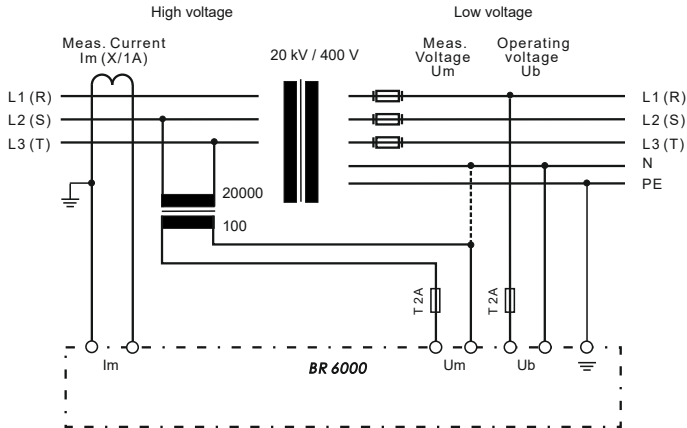 High voltage
Low voltage
Meas. Current
Im (X/1A)
20 kV / 400 V
Meas.
Voltage
Um
Operating
voltage
Ub
L1 (R)
L1 (R)
L2 (S)
L2 (S)
L3 (T)
L3 (T)
N
PE
20000
100
T 2A
T 2A
Im
BR 6000
Um
Ub